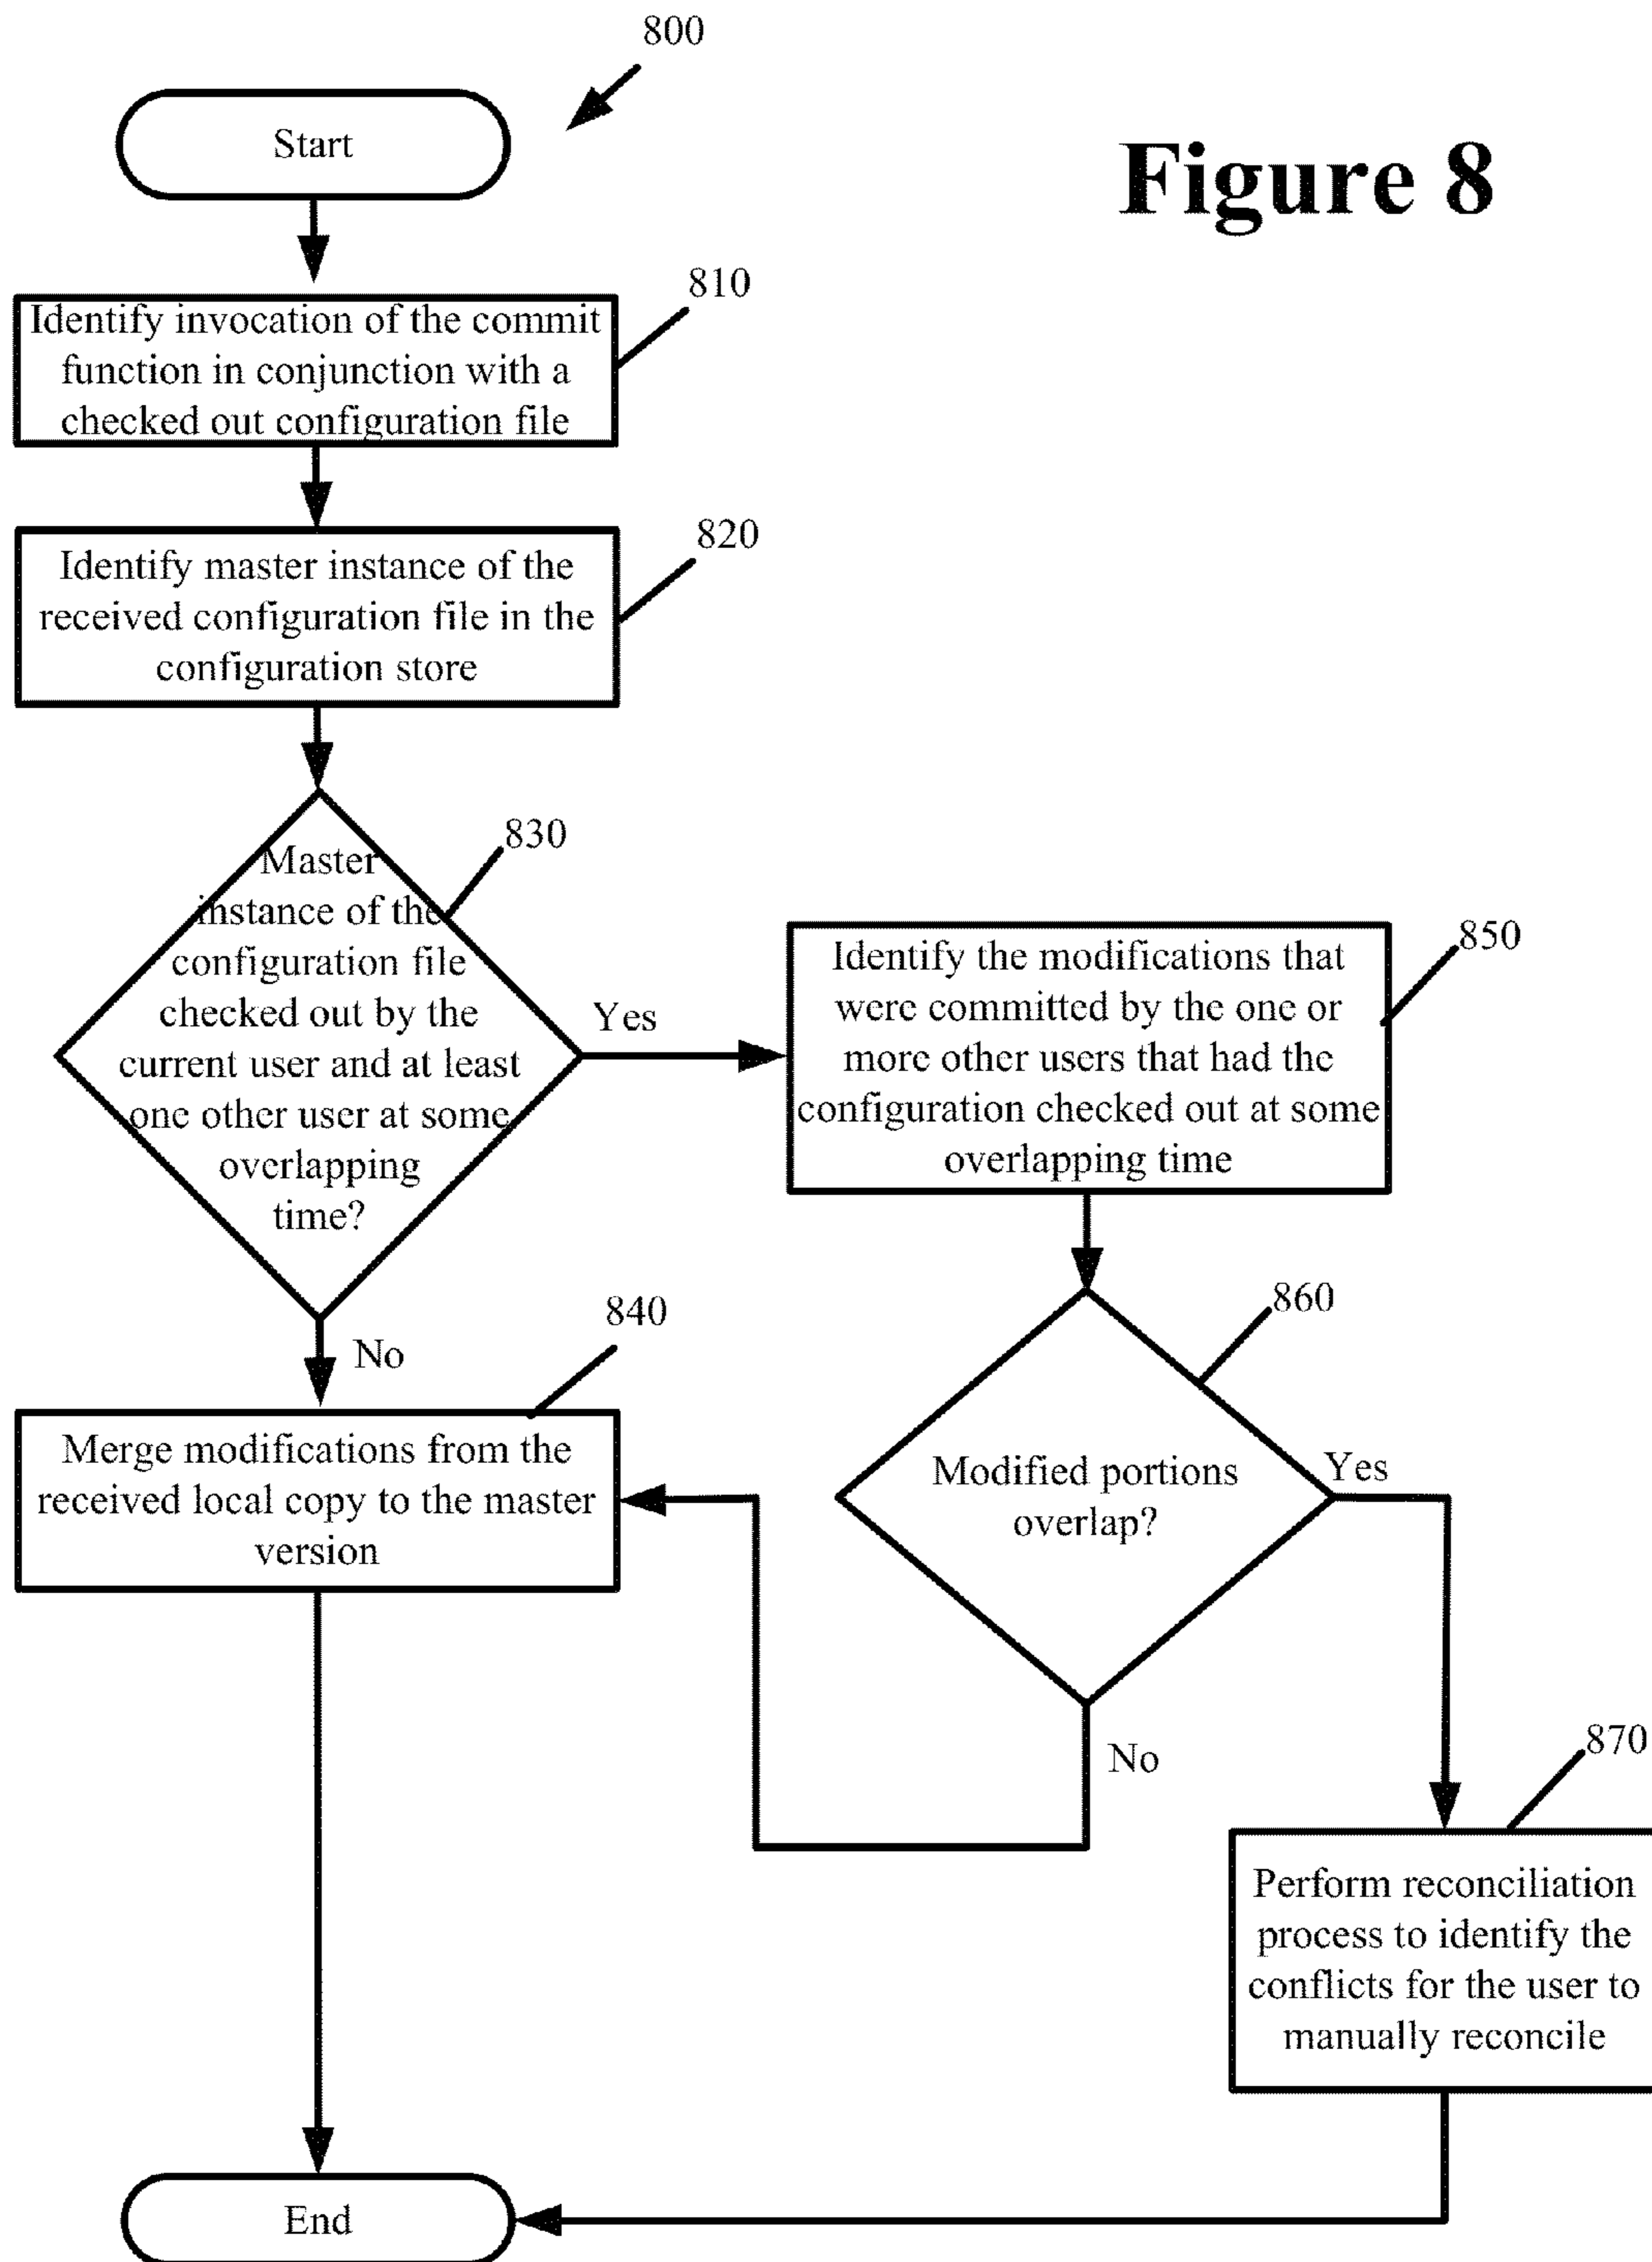 800
Start
Figure 8
810
Identify invocation of the commit
function in conjunction with a
checked out configuration file
820
Identify master instance of the
received configuration file in the
configuration store
830
Master
instance of the
configuration file
checked out by the
current user and at least
one other user at some
overlapping
time?
Yes
850
Identify the modifications that
were committed by the one or
more other users that had the
configuration checked out at some
overlapping time
No
840
Merge modifications from the
received local copy to the master
version
860
Modified portions
overlap?
Yes
No
870
Perform reconciliation
process to identify the
conflicts for the user to
manually reconcile
End